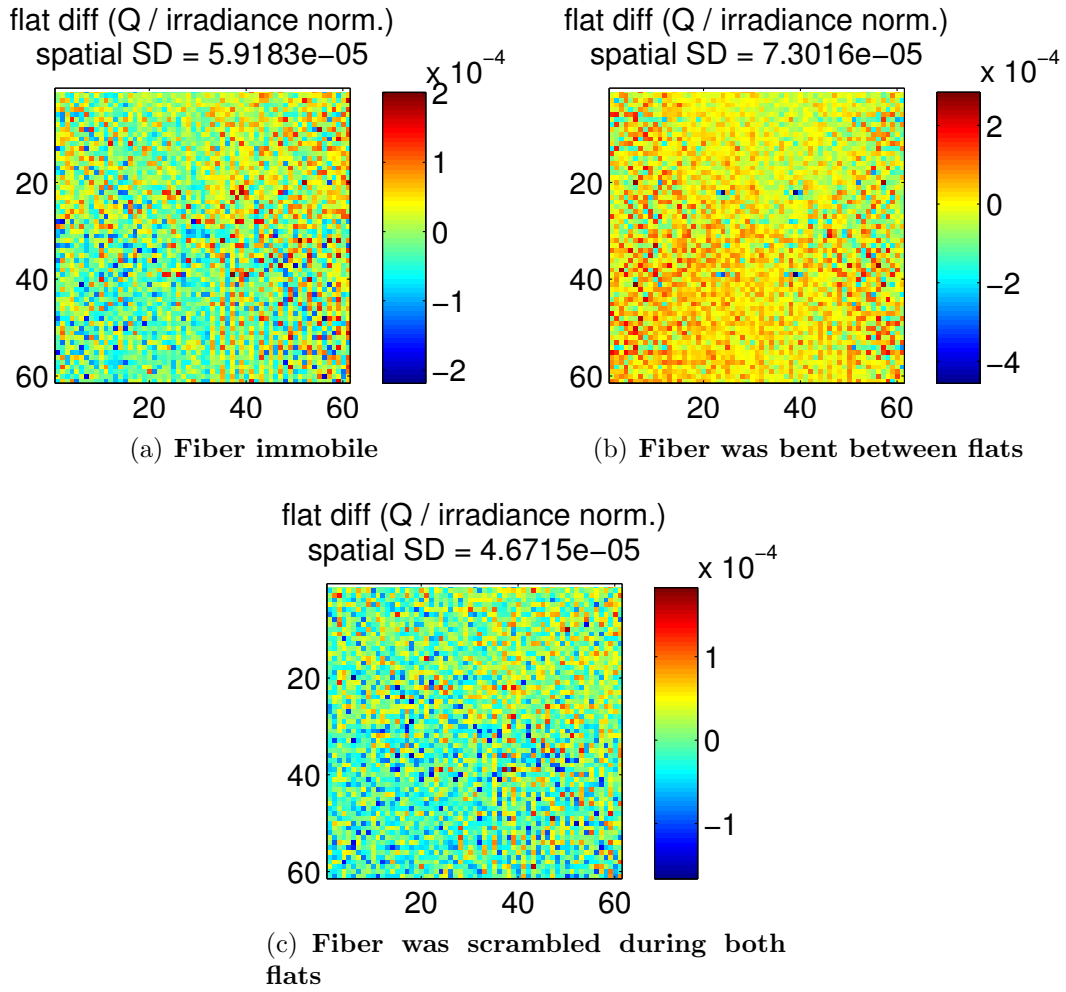 flat diff (Q / irradiance norm.)
spatial SD = 5.9183e−05
x 10−4
2
1
0
−1
−2
20
40
60
20 40 60
(a) Fiber immobile
flat diff (Q / irradiance norm.)
spatial SD = 7.3016e−05
x 10−4
2
0
−2
−4
20
40
60
20 40 60
(b) Fiber was bent between flats
flat diff (Q / irradiance norm.)
spatial SD = 4.6715e−05
x 10−4
1
0
−1
20
40
60
20 40 60
(c) Fiber was scrambled during both
flats